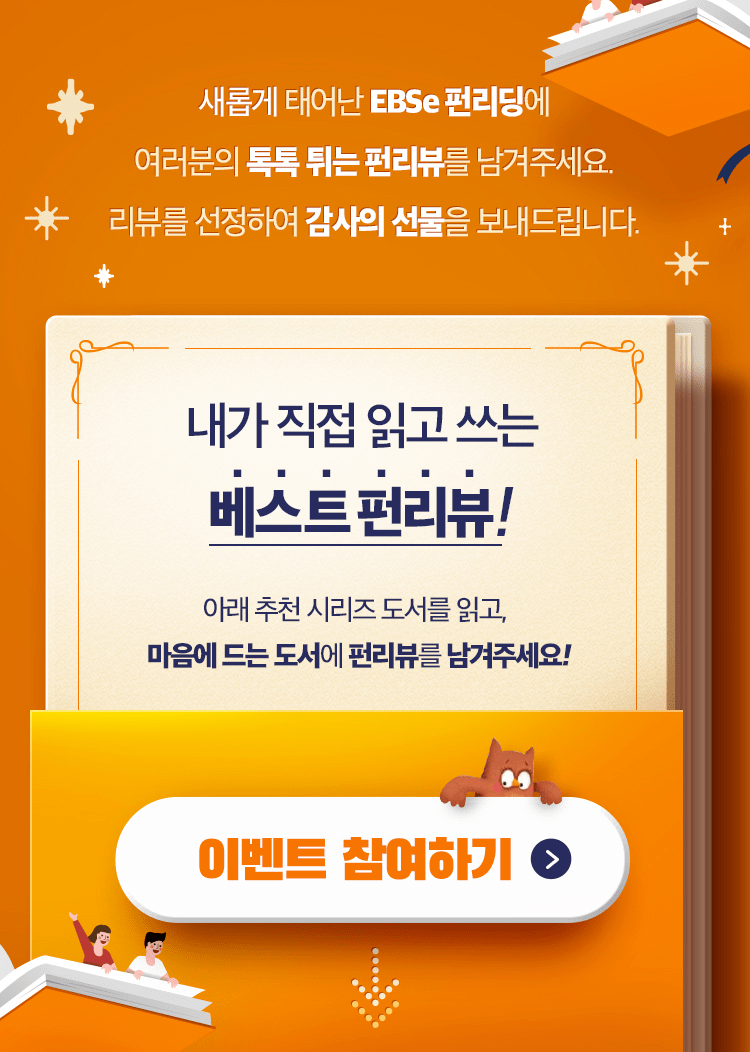 새롭게 태어난 EBSe 펀리딩에
여러분의 톡톡 튀는 펀리뷰를 남겨주세요.
리뷰를 선정하여 감사의 선물을 보내드립니다.
내가 직접 읽고 쓰는
베스트 펀리뷰!
아래 추천 시리즈 도서를 읽고,
마음에 드는 도서에 펀리뷰를 남겨주세요!
이벤트 참여하기